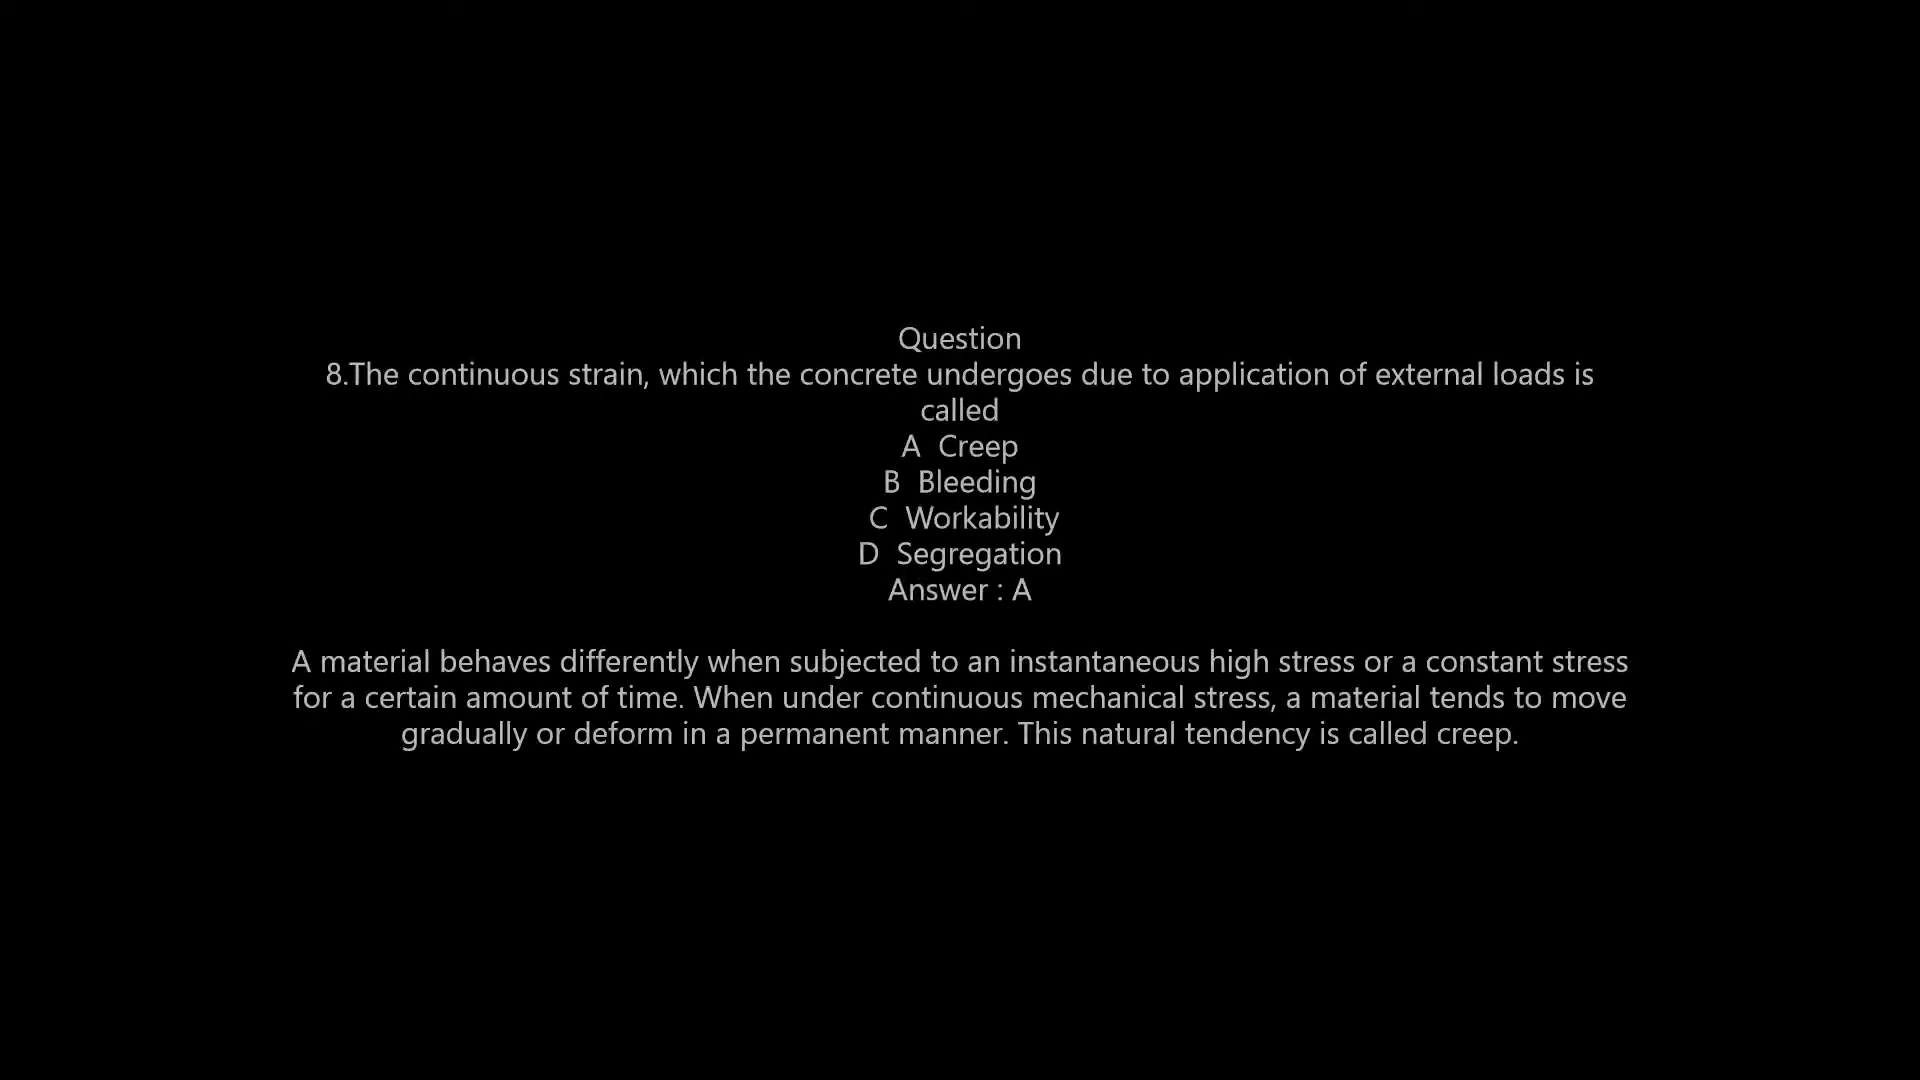 Question
8.The continuous strain, which the concrete undergoes due to application of external loads is
called
A  Creep
B  Bleeding
C  Workability
D  Segregation
Answer : A
A material behaves differently when subjected to an instantaneous high stress or a constant stress
for a certain amount of time. When under continuous mechanical stress, a material tends to move
gradually or deform in a permanent manner. This natural tendency is called creep.